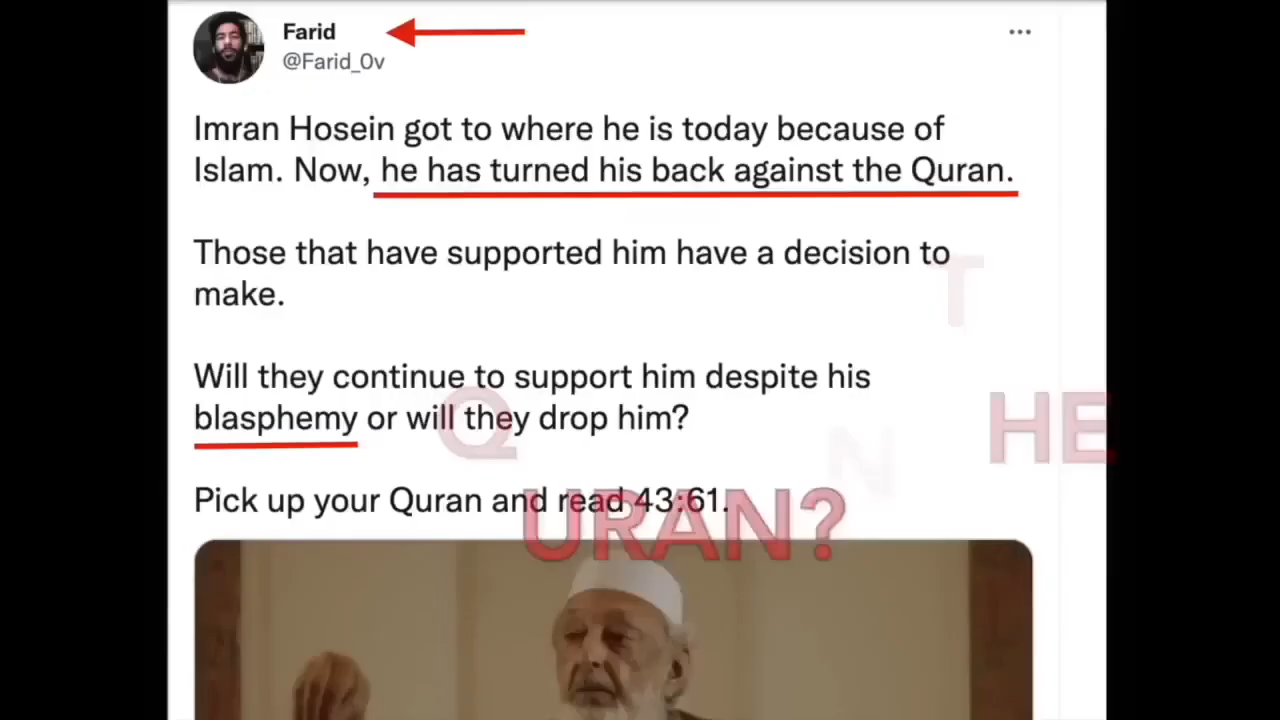 Farid
@Farid_0v
Imran Hosein got to where he is today because of
Islam. Now, he has turned his back against the Quran.
Those that have supported him have a decision to
make.
Will they continue to support him despite his
blasphemy or will they drop him?
Pick up your Quran and read 43:61.
T
HE
Q
N
URAN?